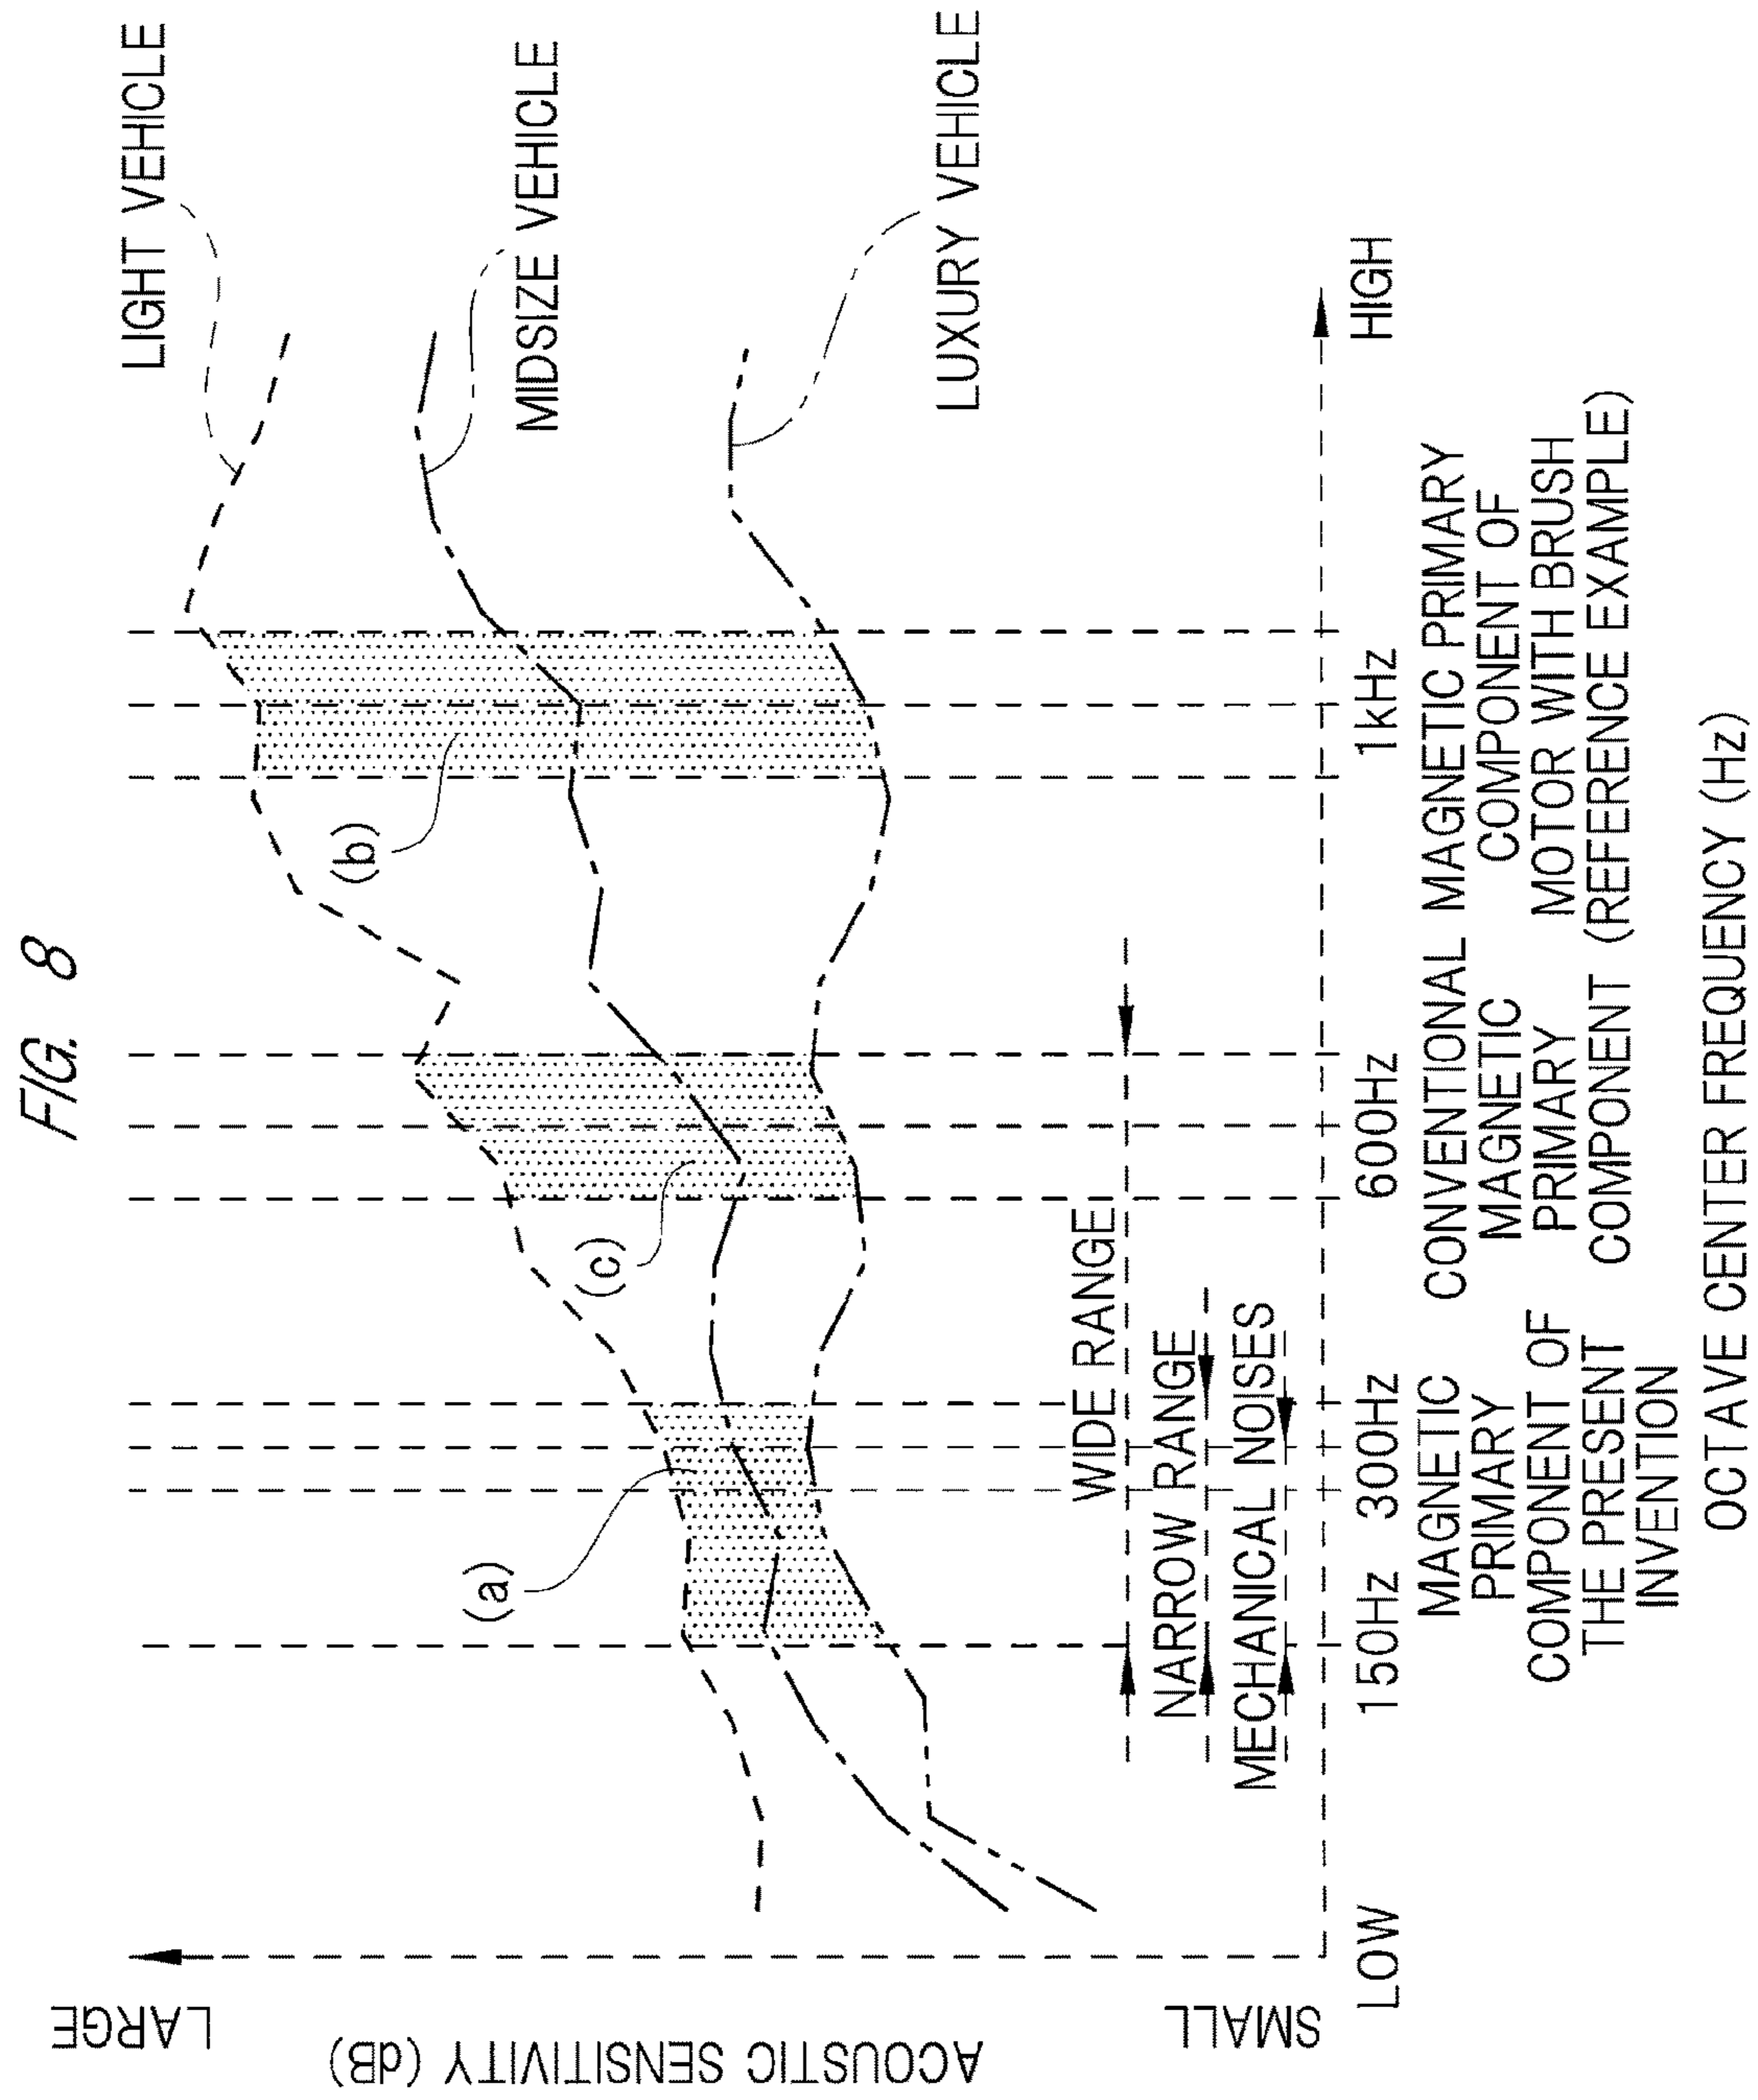 FIG. 8
LARGE
ACOUSTIC SENSITIVITY (dB)
SMALL
LIGHT VEHICLE
MIDSIZE VEHICLE
LUXURY VEHICLE
(a)
(c)
(b)
WIDE RANGE
NARROW RANGE
MECHANICAL NOISES
LOW
150Hz
300Hz
600Hz
1kHz
HIGH
MAGNETIC
PRIMARY
COMPONENT OF
THE PRESENT
INVENTION
CONVENTIONAL
MAGNETIC
PRIMARY
COMPONENT
MAGNETIC PRIMARY
COMPONENT OF
MOTOR WITH BRUSH
(REFERENCE EXAMPLE)
OCTAVE CENTER FREQUENCY (Hz)